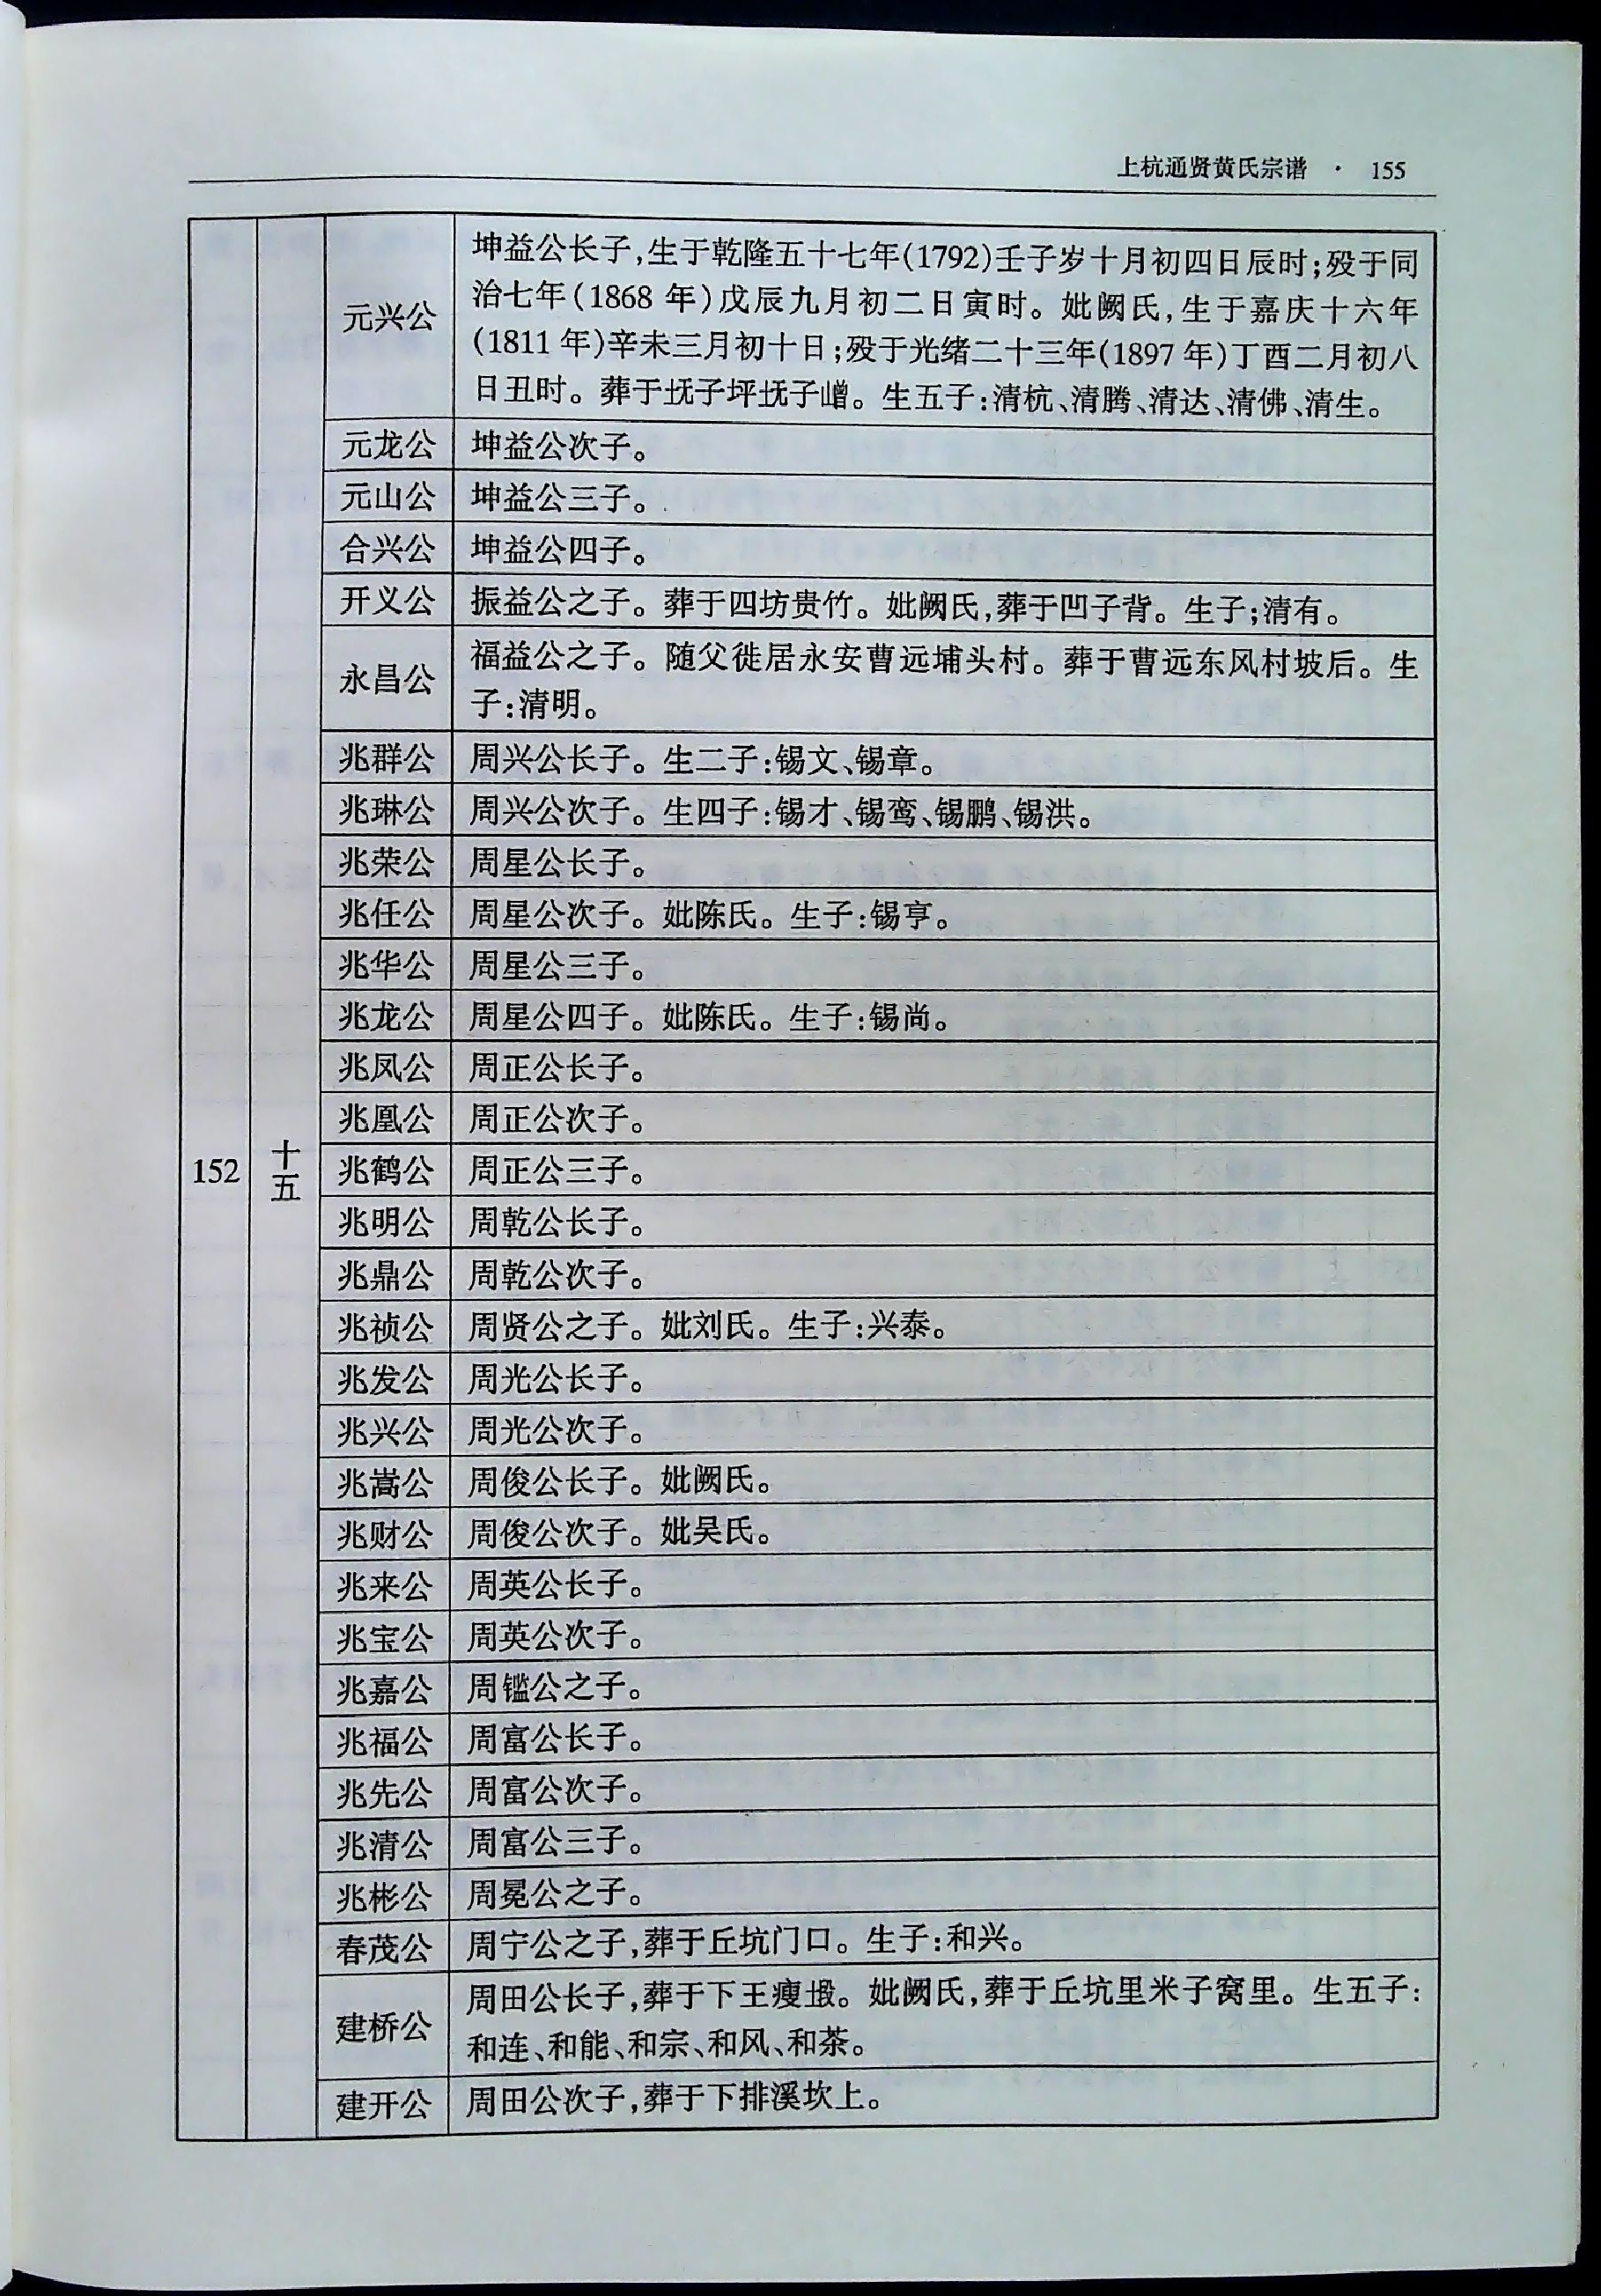 上杭通贤黄氏宗谱 · 155
152
十五
元兴公
坤益公长子,生于乾隆五十七年(1792)壬子岁十月初四日辰时;殁于同
治七年(1868 年)戊辰九月初二日寅时。妣阙氏,生于嘉庆十六年
(1811 年)辛未三月初十日;殁于光绪二十三年(1897 年)丁酉二月初八
日丑时。葬于抚子坪抚子嶒。生五子:清杭、清腾、清达、清佛、清生。
元龙公 坤益公次子。
元山公 坤益公三子。
合兴公 坤益公四子。
开义公 振益公之子。葬于四坊贵竹。妣阙氏,葬于凹子背。生子;清有。
永昌公
福益公之子。随父徙居永安曹远埔头村。葬于曹远东风村坡后。生
子:清明。
兆群公 周兴公长子。生二子:锡文、锡章。
兆琳公 周兴公次子。生四子:锡才、锡鸾、锡鹏、锡洪。
兆荣公 周星公长子。
兆任公 周星公次子。妣陈氏。生子:锡亨。
兆华公 周星公三子。
兆龙公 周星公四子。妣陈氏。生子:锡尚。
兆凤公 周正公长子。
兆凰公 周正公次子。
兆鹤公 周正公三子。
兆明公 周乾公长子。
兆鼎公 周乾公次子。
兆祯公 周贤公之子。妣刘氏。生子:兴泰。
兆发公 周光公长子。
兆兴公 周光公次子。
兆嵩公 周俊公长子。妣阙氏。
兆财公 周俊公次子。妣吴氏。
兆来公 周英公长子。
兆宝公 周英公次子。
兆嘉公 周镒公之子。
兆福公 周富公长子。
兆先公 周富公次子。
兆清公 周富公三子。
兆彬公 周冕公之子。
春茂公 周宁公之子,葬于丘坑门口。生子:和兴。
建桥公
周田公长子,葬于下王瘦塅。妣阙氏,葬于丘坑里米子窝里。生五子:
和连、和能、和宗、和风、和茶。
建开公 周田公次子,葬于下排溪坎上。